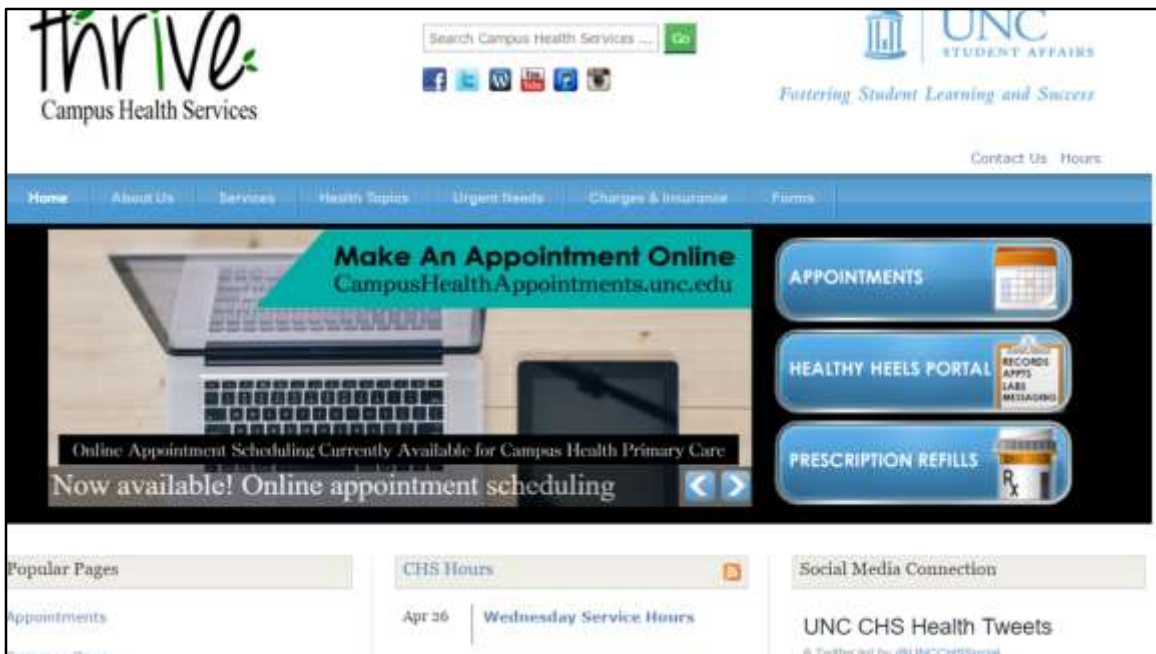 thrive
Campus Health Services
Search Campus Health Services ...
Go
UNC
STUDENT AFFAIRS
Fostering Student Learning and Success
Contact Us Hours
Home About Us Services Health Topics Urgent Needs Charges & Insurance Forms
Make An Appointment Online
CampusHealthAppointments.unc.edu
Online Appointment Scheduling Currently Available for Campus Health Primary Care
Now available! Online appointment scheduling
APPOINTMENTS
HEALTHY HEELS PORTAL
RECORDS
APPTS
LABS
MESSAGING
PRESCRIPTION REFILLS
Rx
Popular Pages
Appointments
CHS Hours
Apr 26 Wednesday Service Hours
Social Media Connection
UNC CHS Health Tweets
A Twitter list by @UNCCHSSocial